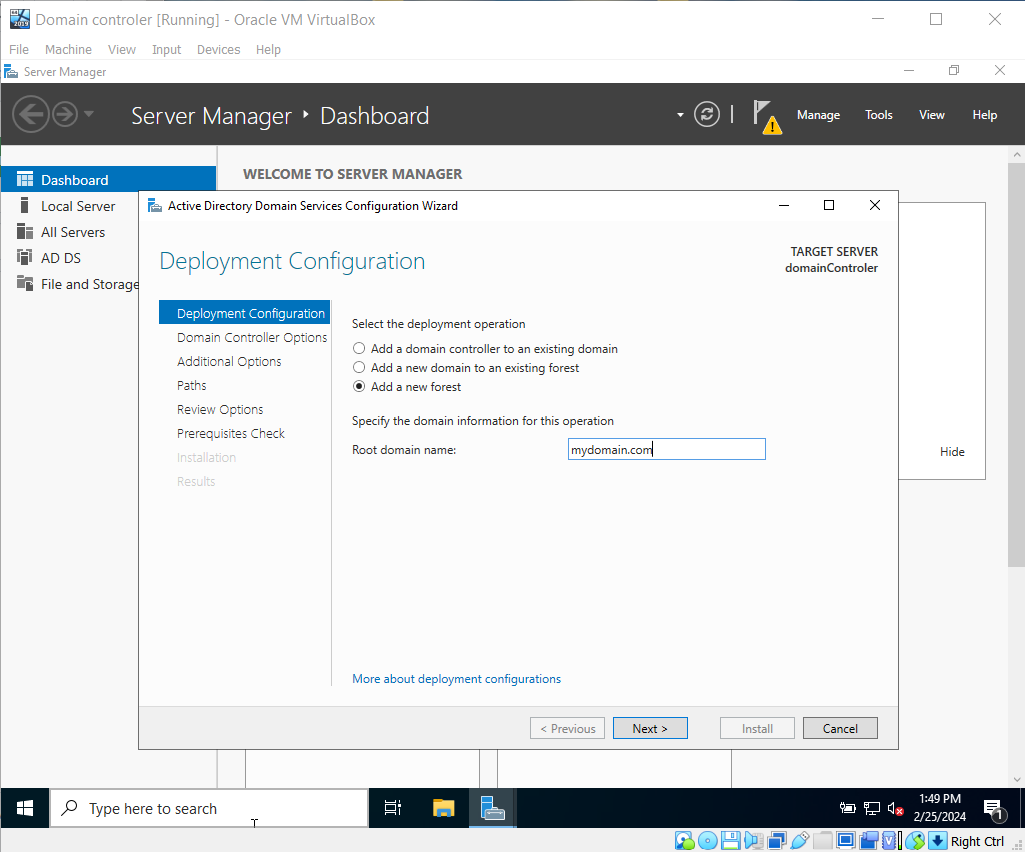 Domain controler [Running] - Oracle VM VirtualBox
File Machine View Input Devices Help
Server Manager
Server Manager Dashboard
Manage Tools View Help
WELCOME TO SERVER MANAGER
Dashboard
Local Server
All Servers
AD DS
File and Storage
Active Directory Domain Services Configuration Wizard
Deployment Configuration
TARGET SERVER
domainControler
Deployment Configuration
Domain Controller Options
Additional Options
Paths
Review Options
Prerequisites Check
Installation
Results
Select the deployment operation
Add a domain controller to an existing domain
Add a new domain to an existing forest
Add a new forest
Specify the domain information for this operation
Root domain name: mydomain.com
Hide
More about deployment configurations
< Previous Next > Install Cancel
Type here to search
1:49 PM
2/25/2024
1
Right Ctrl